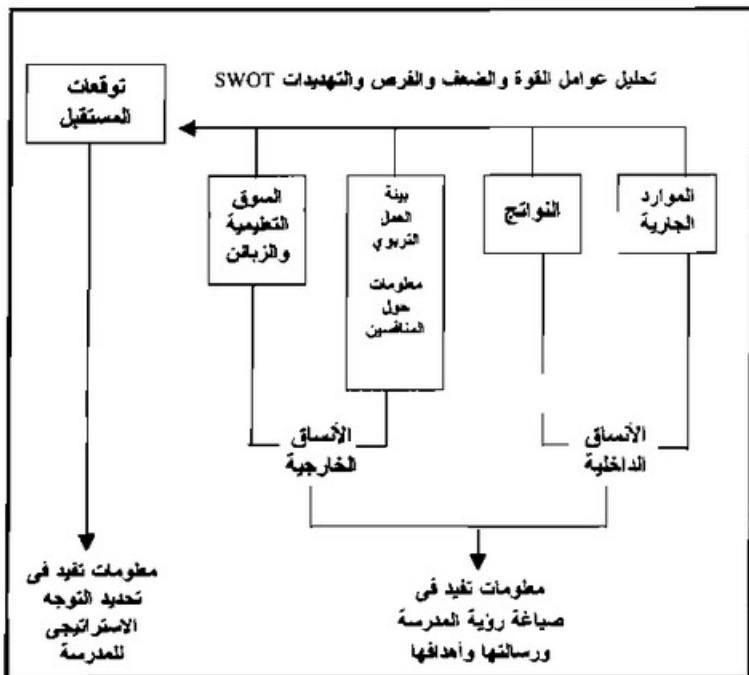 تحليل عوامل القوة والضعف والفرص والتهديدات SWOT
توقعات
المستقبل
الموارد
الجارية
النواتج
بيئة
العمل
التربوي
معلومات
حول
المنافسين
السوق
التعليمية
والزبائن
الأنساق
الداخلية
الأنساق
الخارجية
معلومات تفيد فى
صياغة رؤية المدرسة
ورسالتها وأهدافها
معلومات تفيد فى
تحديد التوجه
الاستراتيجى
للمدرسة